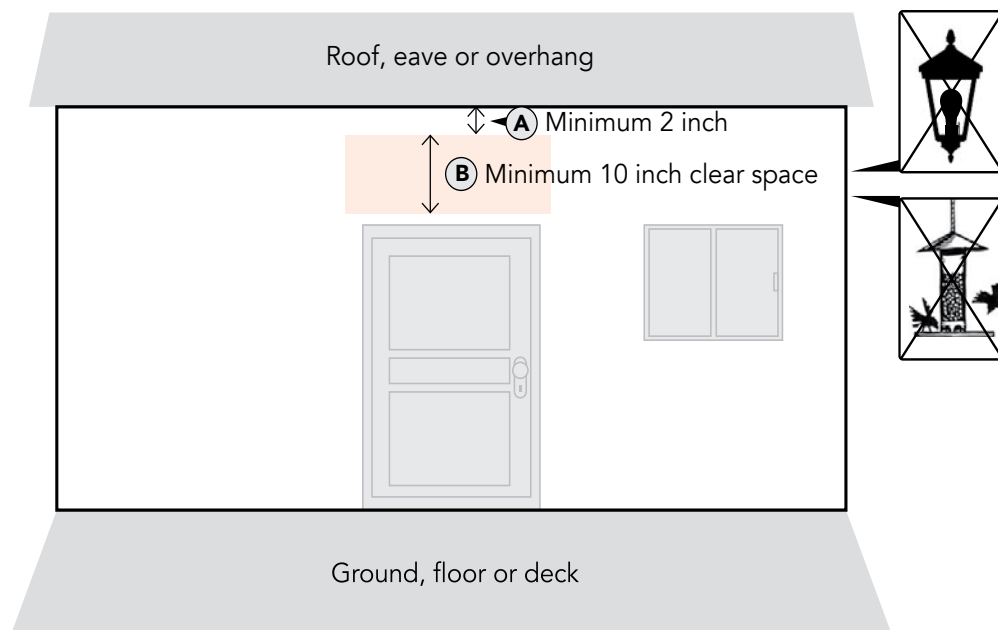 Roof, eave or overhang
A Minimum 2 inch
B Minimum 10 inch clear space
Ground, floor or deck